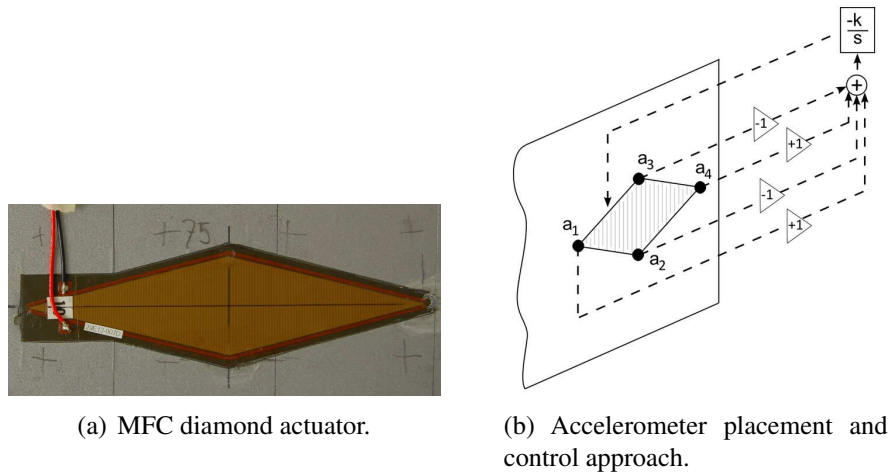 +75
(a) MFC diamond actuator.
-k
s
+
-1
+1
-1
+1
a3
a4
a1
a2
(b) Accelerometer placement and
control approach.